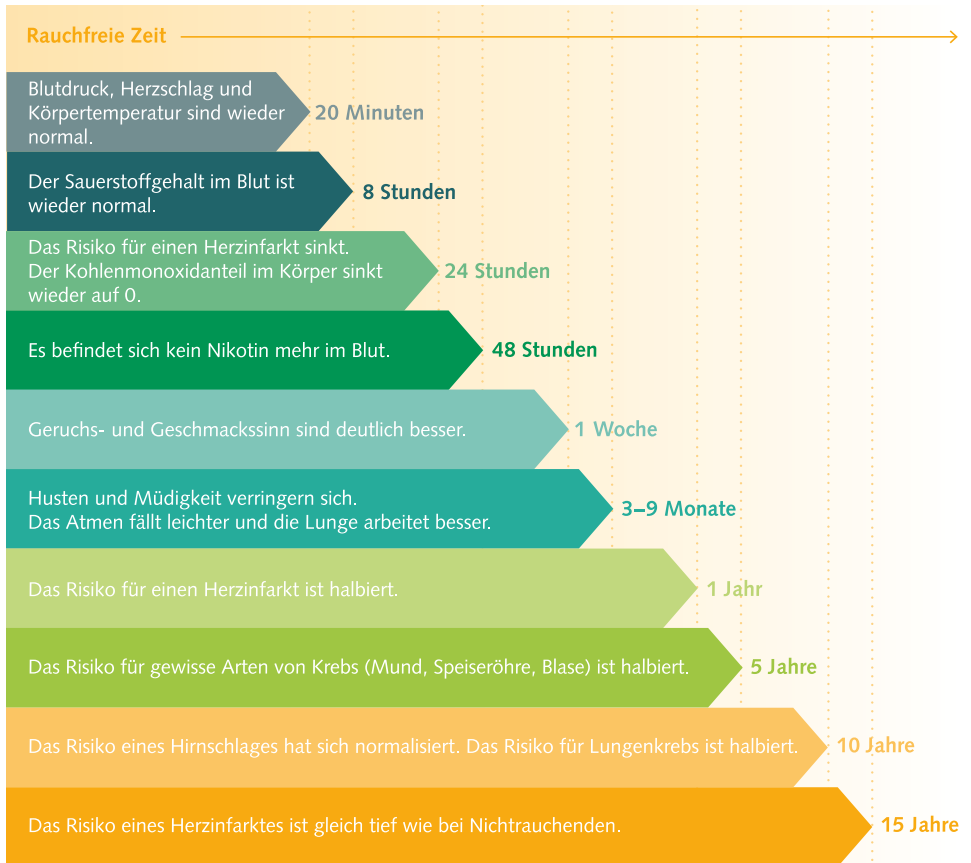 Rauchfreie Zeit
Blutdruck, Herzschlag und
Körpertemperatur sind wieder
normal.
20 Minuten
Der Sauerstoffgehalt im Blut ist
wieder normal.
8 Stunden
Das Risiko für einen Herzinfarkt sinkt.
Der Kohlenmonoxidanteil im Körper sinkt
wieder auf 0.
24 Stunden
Es befindet sich kein Nikotin mehr im Blut.
48 Stunden
Geruchs- und Geschmackssinn sind deutlich besser.
1 Woche
Husten und Müdigkeit verringern sich.
Das Atmen fällt leichter und die Lunge arbeitet besser.
3–9 Monate
Das Risiko für einen Herzinfarkt ist halbiert.
1 Jahr
Das Risiko für gewisse Arten von Krebs (Mund, Speiseröhre, Blase) ist halbiert.
5 Jahre
Das Risiko eines Hirnschlages hat sich normalisiert. Das Risiko für Lungenkrebs ist halbiert.
10 Jahre
Das Risiko eines Herzinfarktes ist gleich tief wie bei Nichtrauchenden.
15 Jahre